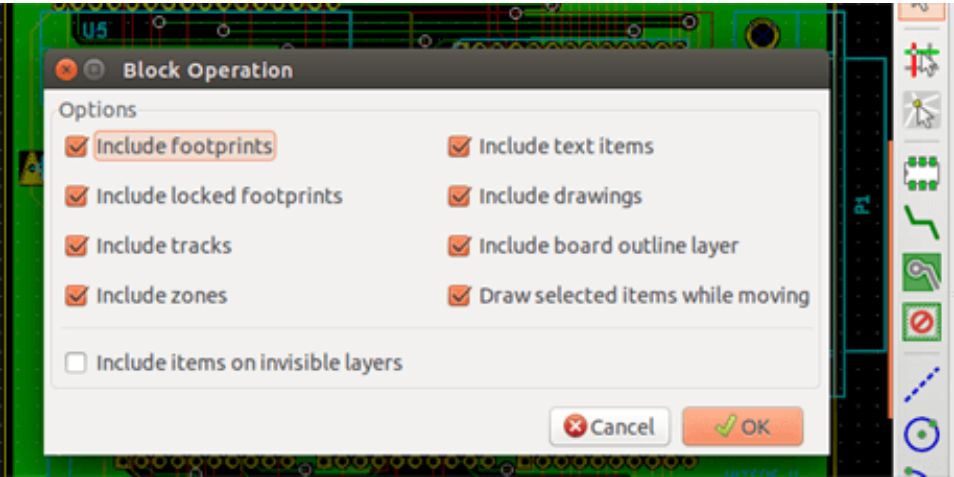 U5
Block Operation
Options
Include footprints
Include text items
Include locked footprints
Include drawings
P1
Include tracks
Include board outline layer
Include zones
Draw selected items while moving
Include items on invisible layers
Cancel
OK